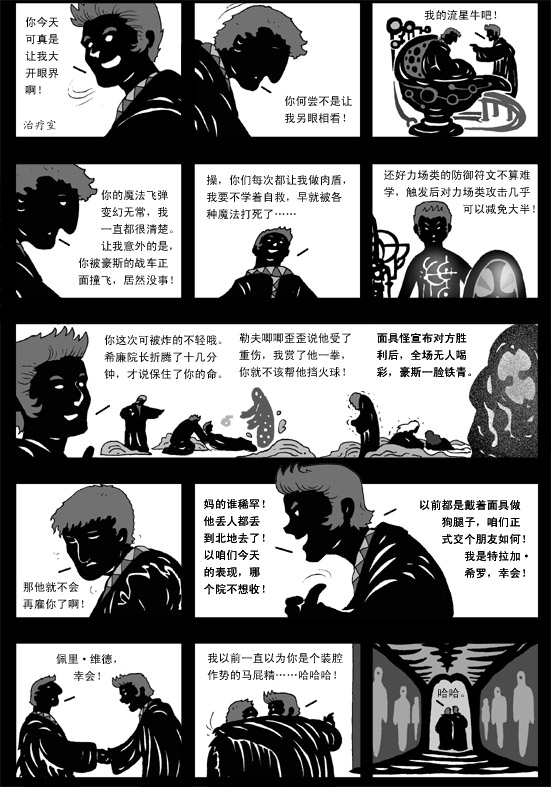 你今天
可真是
让我大
开眼界
啊！
治疗室
你何尝不是让
我另眼相看！
我的流星牛吧！
你的魔法飞弹
变幻无常，我
一直都很清楚。
让我意外的是，
你被豪斯的战车正
面撞飞，居然没事！
操，你们每次都让我做肉盾，
我要不学着自救，早就被各
种魔法打死了……
还好力场类的防御符文不算难
学，触发后对力场类攻击几乎
可以减免大半！
你这次可被炸的不轻哦。
希廉院长折腾了十几分
钟，才说保住了你的命。
勒夫唧唧歪歪说他受了
重伤，我赏了他一拳，
你就不该帮他挡火球！
面具怪宣布对方胜
利后，全场无人喝
彩，豪斯一脸铁青。
那他就不会
再雇你了啊！
妈的谁稀罕！
他丢人都丢
到北地去了！
以咱们今天
的表现，哪
个院不想收！
以前都是戴着面具做
狗腿子，咱们正
式交个朋友如何！
我是特拉加·
希罗，幸会！
佩里·维德，
幸会！
我以前一直以为你是个装腔
作势的马屁精……哈哈哈！
哈哈。